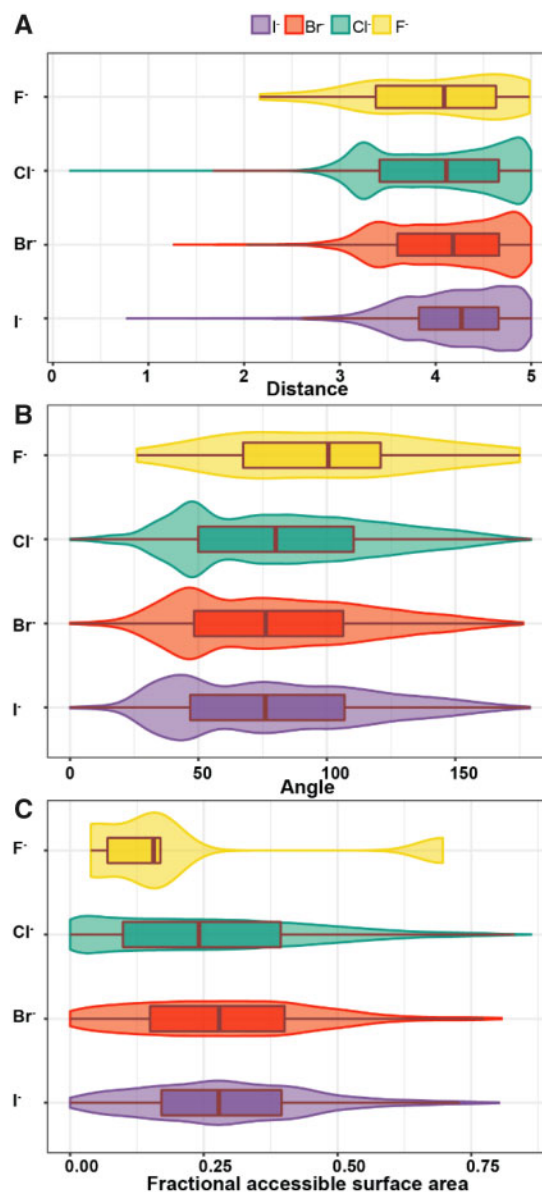 A
I⁻ Br⁻ Cl⁻ F⁻
F⁻
Cl⁻
Br⁻
I⁻
0 1 2 3 4 5
Distance
B
F⁻
Cl⁻
Br⁻
I⁻
0 50 100 150
Angle
C
F⁻
Cl⁻
Br⁻
I⁻
0.00 0.25 0.50 0.75
Fractional accessible surface area